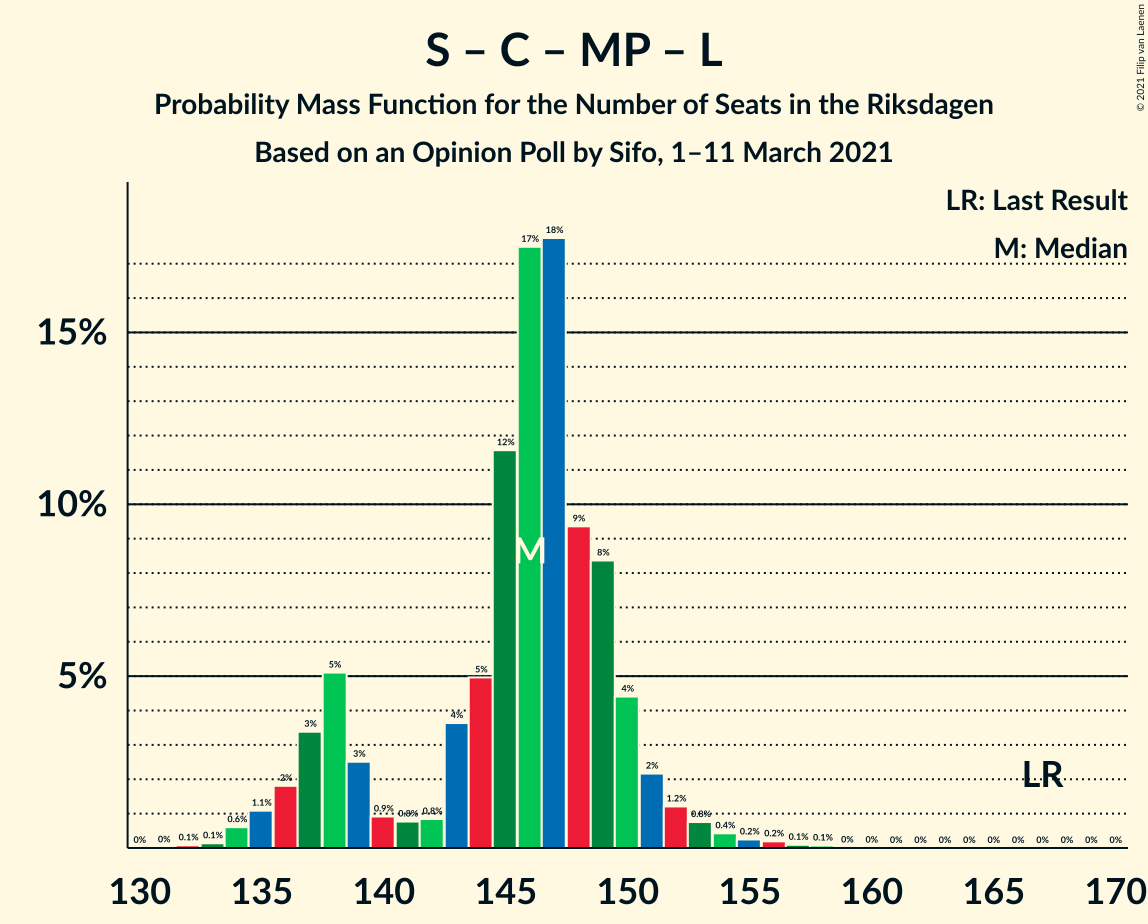 S – C – MP – L
Probability Mass Function for the Number of Seats in the Riksdagen
Based on an Opinion Poll by Sifo, 1–11 March 2021
© 2021 Filip van Laenen
LR: Last Result
M: Median
15%
10%
5%
0% 0% 0.1% 0.1% 0.6% 1.1% 2% 3% 5% 3% 0.9% 0.8% 0.8% 4% 5% 12% 17% 18% 9% 8% 4% 2% 1.2% 0.8% 0.4% 0.2% 0.2% 0.1% 0.1% 0% 0% 0% 0% 0% 0% 0% 0% 0% 0% 0% 0%
M
LR
130 135 140 145 150 155 160 165 170